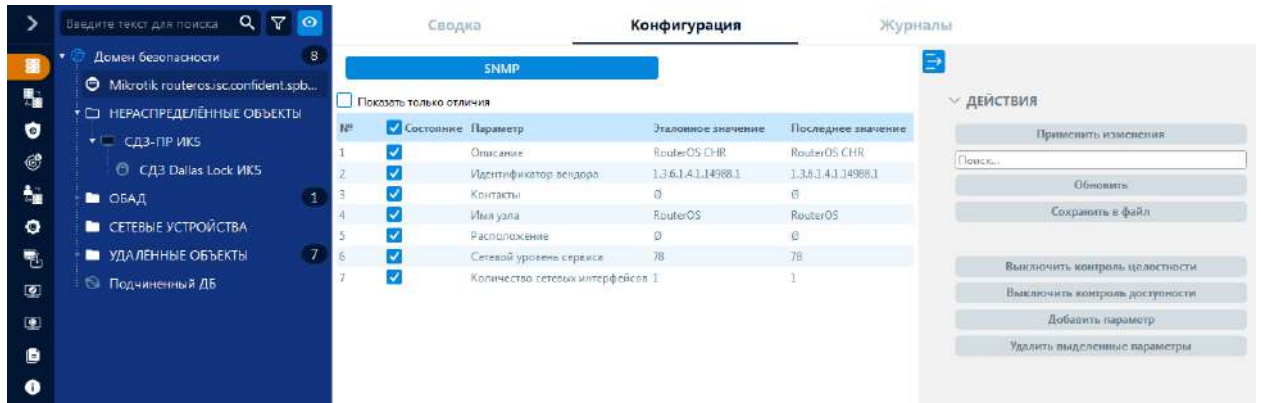 Введите текст для поиска
Сводка
Конфигурация
Журналы
Домен безопасности 8
Mikrotik routeros.isc.confident.spb...
НЕРАСПРЕДЕЛЁННЫЕ ОБЪЕКТЫ
СДЗ-ПР ИК5
СДЗ Dallas Lock ИК5
ОБАД 1
СЕТЕВЫЕ УСТРОЙСТВА
УДАЛЁННЫЕ ОБЪЕКТЫ 7
Подчиненный ДБ
SNMP
Показать только отличия
№ Состояние Параметр Эталонное значение Последнее значение
1 Описание RouterOS CHR RouterOS CHR
2 Идентификатор вендора 1.3.6.1.4.1.14988.1 1.3.6.1.4.1.14988.1
3 Контакты Ø Ø
4 Имя узла RouterOS RouterOS
5 Расположение Ø Ø
6 Сетевой уровень сервиса 78 78
7 Количество сетевых интерфейсов 1 1
ДЕЙСТВИЯ
Применить изменения
Поиск...
Обновить
Сохранить в файл
Выключить контроль целостности
Выключить контроль доступности
Добавить параметр
Удалить выделенные параметры